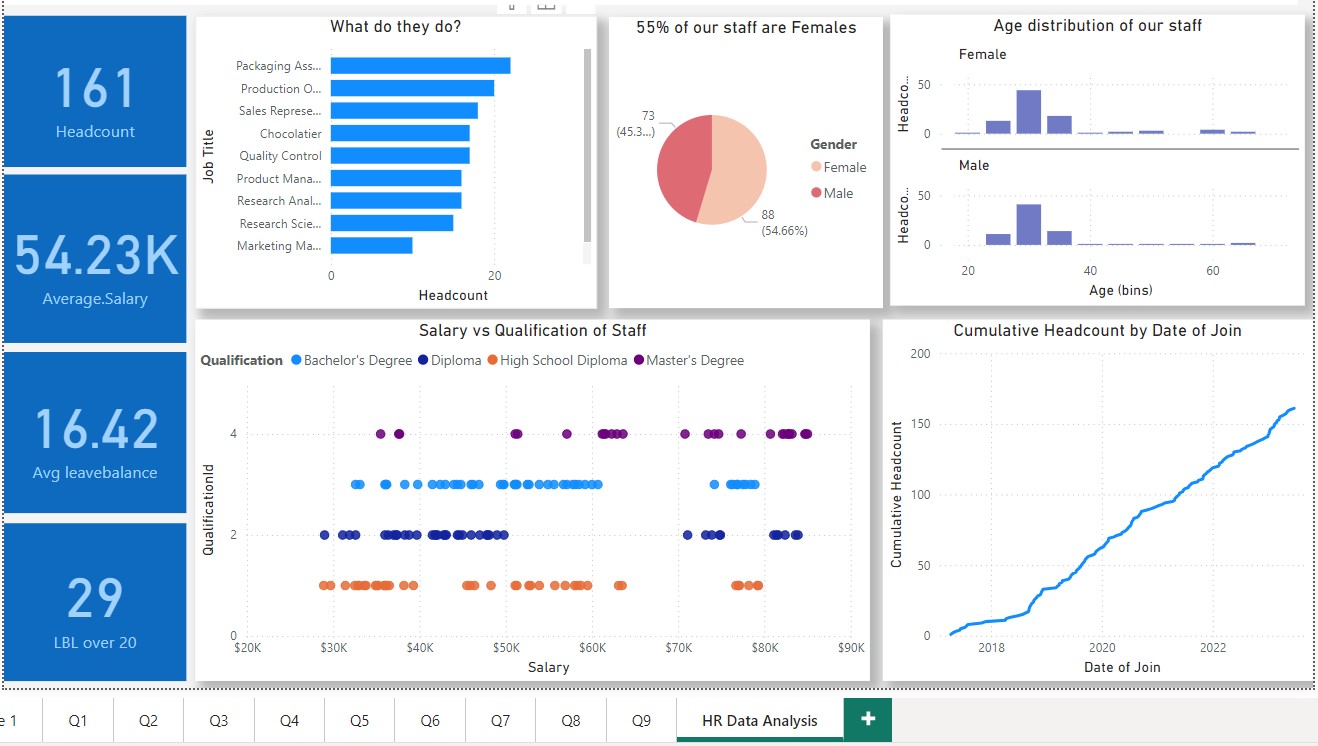 161
Headcount
54.23K
Average.Salary
16.42
Avg leavebalance
29
LBL over 20
What do they do?
Job Title
Packaging Ass...
Production O...
Sales Represe...
Chocolatier
Quality Control
Product Mana...
Research Anal...
Research Scie...
Marketing Ma...
0 20
Headcount
55% of our staff are Females
73
(45.3...)
88
(54.66%)
Gender
Female
Male
Age distribution of our staff
Female
Headco...
50
0
Male
Headco...
50
0
20 40 60
Age (bins)
Salary vs Qualification of Staff
Qualification Bachelor's Degree Diploma High School Diploma Master's Degree
QualificationId
4
2
0
$20K $30K $40K $50K $60K $70K $80K $90K
Salary
Cumulative Headcount by Date of Join
Cumulative Headcount
200
150
100
50
0
2018 2020 2022
Date of Join
e 1 Q1 Q2 Q3 Q4 Q5 Q6 Q7 Q8 Q9 HR Data Analysis +